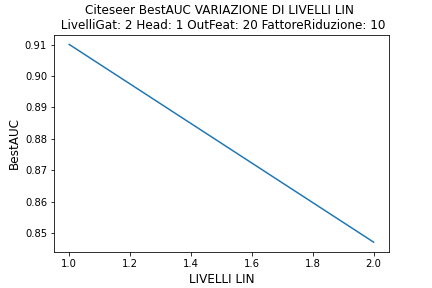 Citeseer BestAUC VARIAZIONE DI LIVELLI LIN
LivelliGat: 2 Head: 1 OutFeat: 20 FattoreRiduzione: 10
BestAUC
0.91
0.90
0.89
0.88
0.87
0.86
0.85
1.0 1.2 1.4 1.6 1.8 2.0
LIVELLI LIN